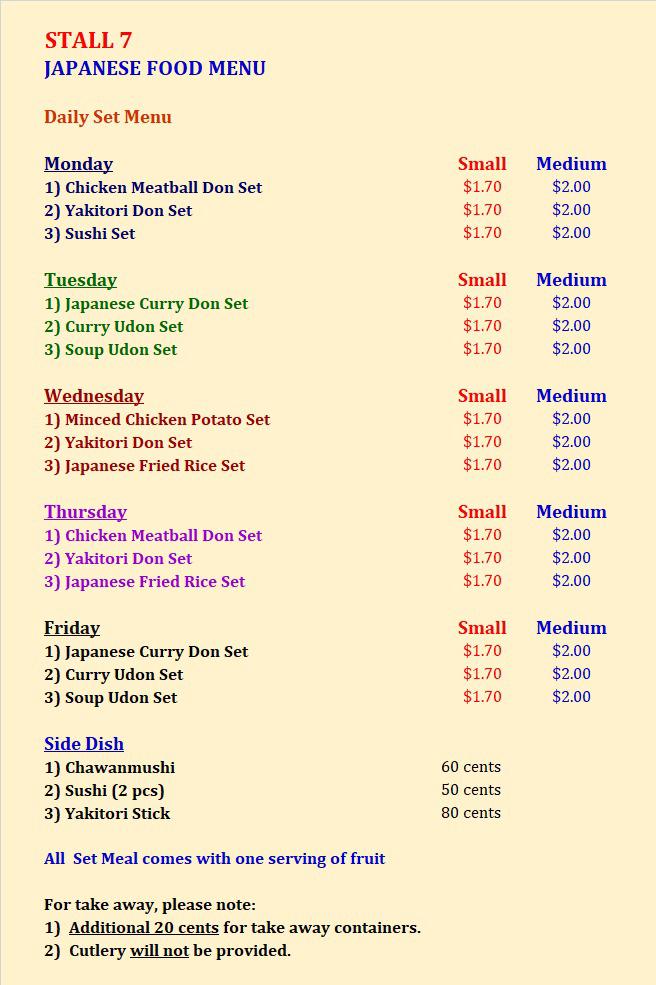 STALL 7
JAPANESE FOOD MENU
Daily Set Menu
Monday Small Medium
1) Chicken Meatball Don Set $1.70 $2.00
2) Yakitori Don Set $1.70 $2.00
3) Sushi Set $1.70 $2.00
Tuesday Small Medium
1) Japanese Curry Don Set $1.70 $2.00
2) Curry Udon Set $1.70 $2.00
3) Soup Udon Set $1.70 $2.00
Wednesday Small Medium
1) Minced Chicken Potato Set $1.70 $2.00
2) Yakitori Don Set $1.70 $2.00
3) Japanese Fried Rice Set $1.70 $2.00
Thursday Small Medium
1) Chicken Meatball Don Set $1.70 $2.00
2) Yakitori Don Set $1.70 $2.00
3) Japanese Fried Rice Set $1.70 $2.00
Friday Small Medium
1) Japanese Curry Don Set $1.70 $2.00
2) Curry Udon Set $1.70 $2.00
3) Soup Udon Set $1.70 $2.00
Side Dish
1) Chawanmushi 60 cents
2) Sushi (2 pcs) 50 cents
3) Yakitori Stick 80 cents
All Set Meal comes with one serving of fruit
For take away, please note:
1) Additional 20 cents for take away containers.
2) Cutlery will not be provided.